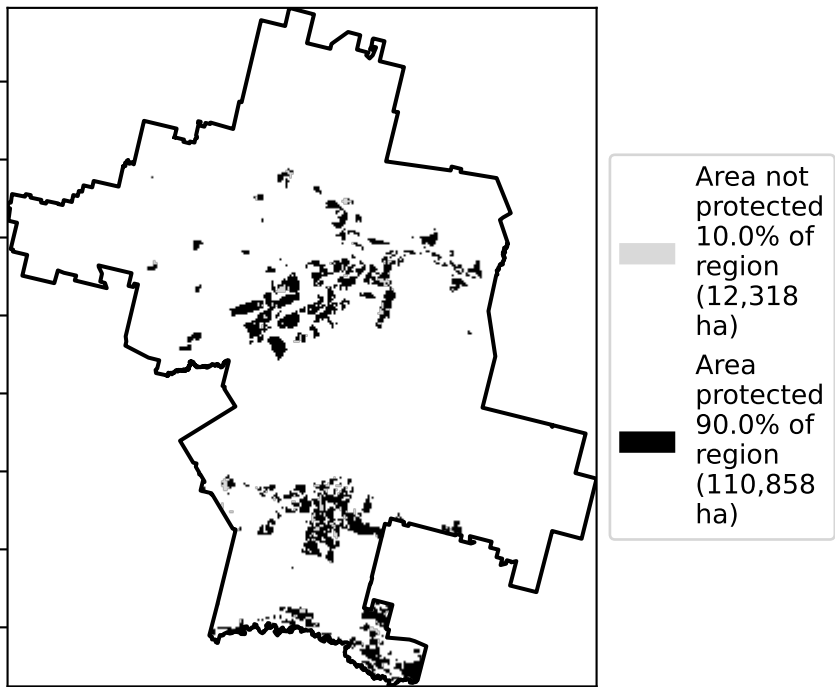 Area not
protected
10.0% of
region
(12,318
ha)
Area
protected
90.0% of
region
(110,858
ha)